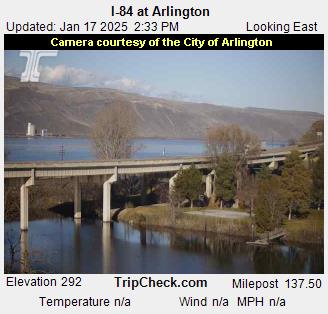 I-84 at Arlington
Updated: Jan 17 2025 2:33 PM Looking East
Camera courtesy of the City of Arlington
Elevation 292 TripCheck.com Milepost 137.50
Temperature n/a Wind n/a MPH n/a